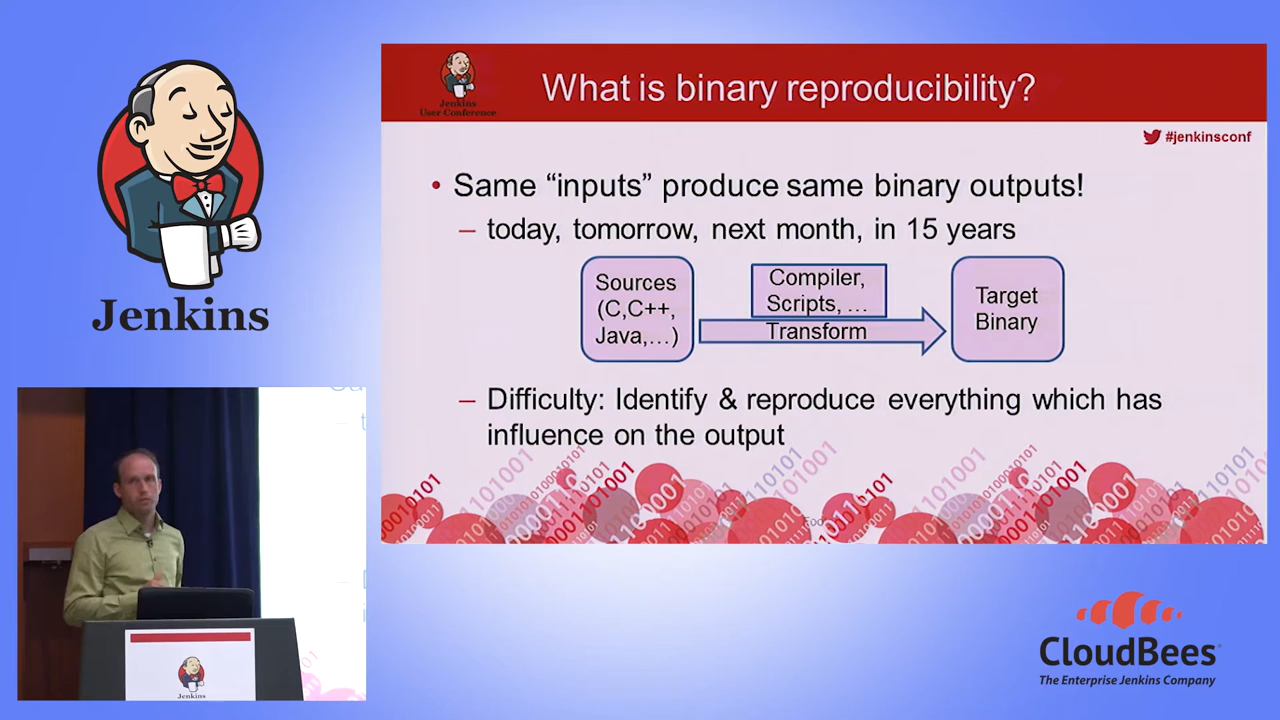 Jenkins
Jenkins
User Conference
What is binary reproducibility?
#jenkinsconf
• Same “inputs” produce same binary outputs!
– today, tomorrow, next month, in 15 years
Sources
(C,C++,
Java,…)
Compiler,
Scripts, …
Transform
Target
Binary
– Difficulty: Identify & reproduce everything which has
influence on the output
Jenkins
CloudBees
The Enterprise Jenkins Company